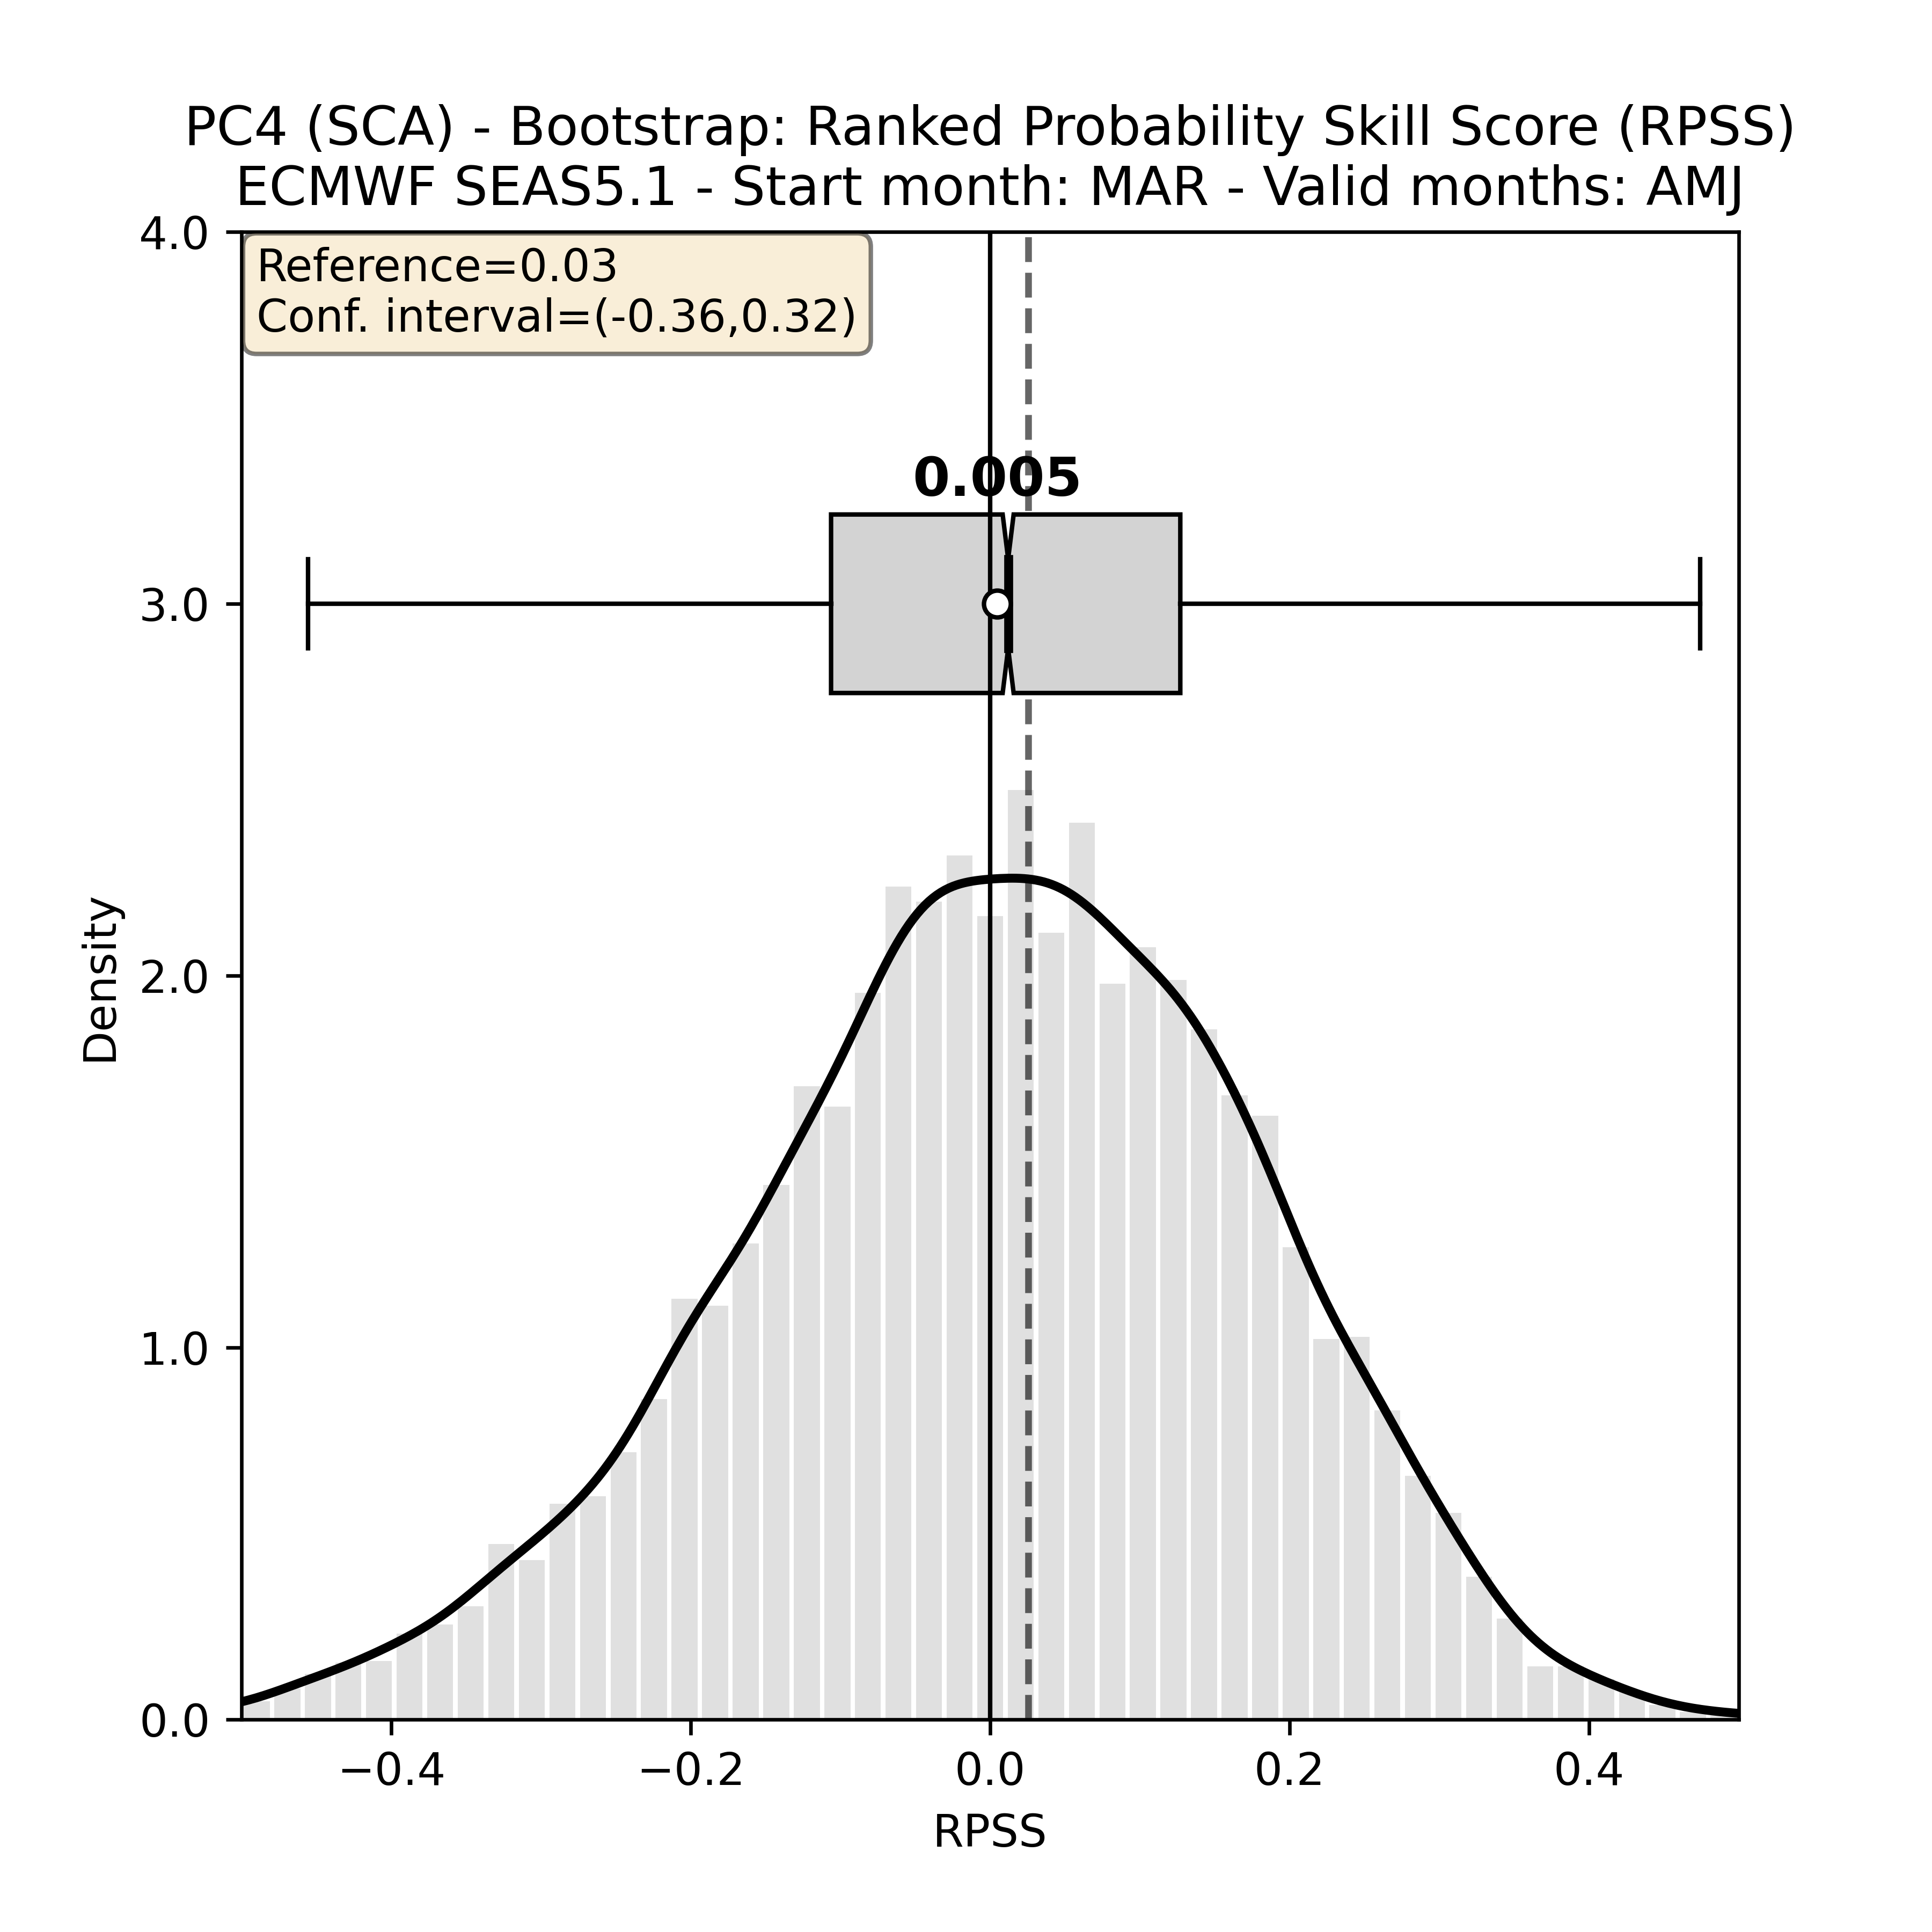 PC4 (SCA) - Bootstrap: Ranked Probability Skill Score (RPSS)
ECMWF SEAS5.1 - Start month: MAR - Valid months: AMJ
4.0
Reference=0.03
Conf. interval=(-0.36,0.32)
0.005
3.0
Density
2.0
1.0
0.0
−0.4 −0.2 0.0 0.2 0.4
RPSS